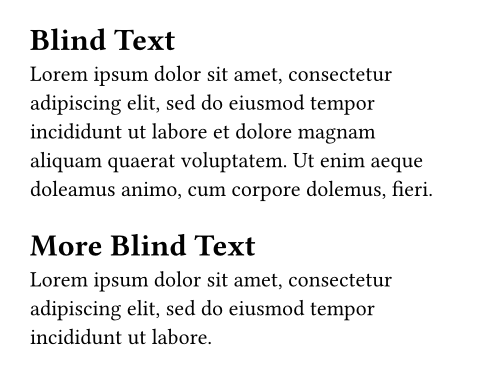 Blind Text
Lorem ipsum dolor sit amet, consectetur
adipiscing elit, sed do eiusmod tempor
incididunt ut labore et dolore magnam
aliquam quaerat voluptatem. Ut enim aeque
doleamus animo, cum corpore dolemus, fieri.
More Blind Text
Lorem ipsum dolor sit amet, consectetur
adipiscing elit, sed do eiusmod tempor
incididunt ut labore.